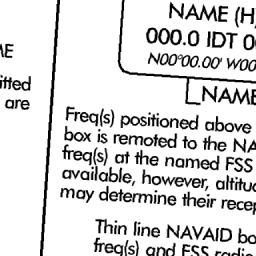 NAME (H)
000.0 IDT 0
N00°00.00' W00
NAME
itted
are
Freq(s) positioned above
box is remoted to the NA
freq(s) at the named FSS
available, however, altitu
may determine their recep
Thin line NAVAID bo
freq(s) and FSS radio